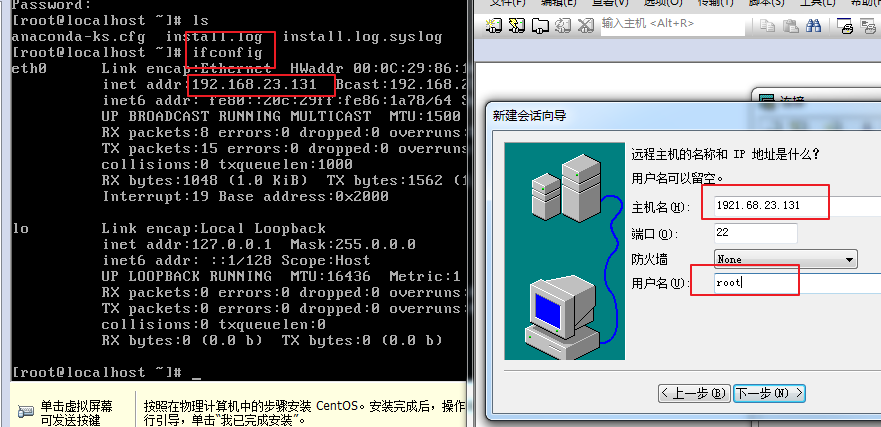 Password:
[root@localhost ~]# ls
anaconda-ks.cfg install.log install.log.syslog
[root@localhost ~]# ifconfig
eth0 Link encap:Ethernet HWaddr 00:0C:29:86:1
inet addr:192.168.23.131 Bcast:192.168.2
inet6 addr: fe80::20c:29ff:fe86:1a78/64 S
UP BROADCAST RUNNING MULTICAST MTU:1500
RX packets:8 errors:0 dropped:0 overruns:
TX packets:15 errors:0 dropped:0 overruns
collisions:0 txqueuelen:1000
RX bytes:1048 (1.0 KiB) TX bytes:1562 (1
Interrupt:19 Base address:0x2000
lo Link encap:Local Loopback
inet addr:127.0.0.1 Mask:255.0.0.0
inet6 addr: ::1/128 Scope:Host
UP LOOPBACK RUNNING MTU:16436 Metric:1
RX packets:0 errors:0 dropped:0 overruns:
TX packets:0 errors:0 dropped:0 overruns:
collisions:0 txqueuelen:0
RX bytes:0 (0.0 b) TX bytes:0 (0.0 b)
[root@localhost ~]# _
单击虚拟屏幕
可发送按键
按照在物理计算机中的步骤安装 CentOS。安装完成后，操作
行引导，单击“我已完成安装”。
文件(F) 编辑(E) 查看(V) 选项(O) 传输(T) 脚本(S) 工具(L)
输入主机 <Alt+R>
连接
新建会话向导
远程主机的名称和 IP 地址是什么?
用户名可以留空。
主机名(H): 1921.68.23.131
端口(O): 22
防火墙 None
用户名(U): root
< 上一步(B) 下一步(N) >